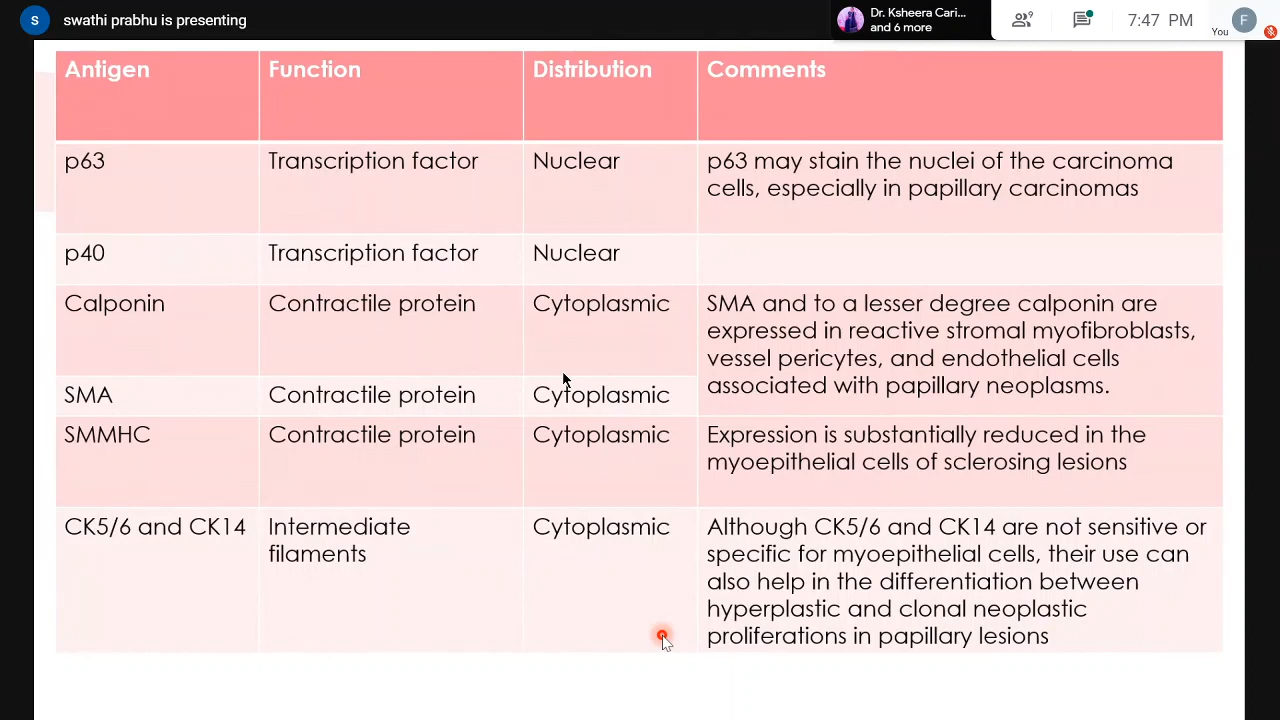 S
swathi prabhu is presenting
Dr. Ksheera Cari...
and 6 more
9
7:47 PM
You
F
Antigen Function Distribution Comments
p63 Transcription factor Nuclear p63 may stain the nuclei of the carcinoma
cells, especially in papillary carcinomas
p40 Transcription factor Nuclear
Calponin Contractile protein Cytoplasmic SMA and to a lesser degree calponin are
expressed in reactive stromal myofibroblasts,
vessel pericytes, and endothelial cells
associated with papillary neoplasms.
SMA Contractile protein Cytoplasmic
SMMHC Contractile protein Cytoplasmic Expression is substantially reduced in the
myoepithelial cells of sclerosing lesions
CK5/6 and CK14 Intermediate Cytoplasmic Although CK5/6 and CK14 are not sensitive or
filaments specific for myoepithelial cells, their use can
also help in the differentiation between
hyperplastic and clonal neoplastic
proliferations in papillary lesions